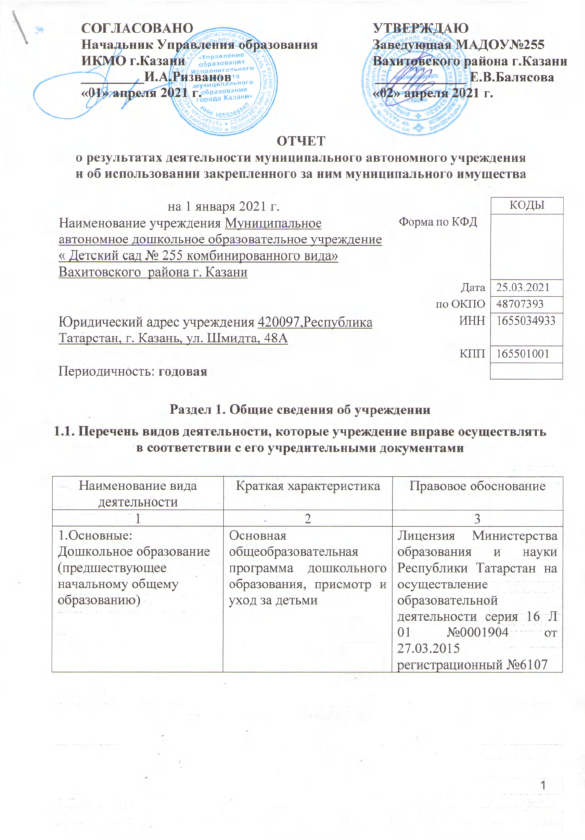 СОГЛАСОВАНО
Начальник Управления образования
ИКМО г.Казани
И.А.Ризванов
«01» апреля 2021 г.
УТВЕРЖДАЮ
Заведующая МАДОУ№255
Вахитовского района г.Казани
Е.В.Балясова
«02» апреля 2021 г.
«Управление
образования
Исполнительного
муниципального
образования
города Казани»
ОТЧЕТ
о результатах деятельности муниципального автономного учреждения
и об использовании закрепленного за ним муниципального имущества
на 1 января 2021 г.
КОДЫ
Наименование учреждения Муниципальное
автономное дошкольное образовательное учреждение
« Детский сад № 255 комбинированного вида»
Вахитовского района г. Казани
Форма по КФД
Дата 25.03.2021
по ОКПО 48707393
Юридический адрес учреждения 420097,Республика
Татарстан, г. Казань, ул. Шмидта, 48А
ИНН 1655034933
КПП 165501001
Периодичность: годовая
Раздел 1. Общие сведения об учреждении
1.1. Перечень видов деятельности, которые учреждение вправе осуществлять
в соответствии с его учредительными документами
Наименование вида
деятельности
Краткая характеристика
Правовое обоснование
1 2 3
1.Основные:
Дошкольное образование
(предшествующее
начальному общему
образованию)
Основная
общеобразовательная
программа дошкольного
образования, присмотр и
уход за детьми
Лицензия Министерства
образования и науки
Республики Татарстан на
осуществление
образовательной
деятельности серия 16 Л
01 №0001904 от
27.03.2015
регистрационный №6107
1